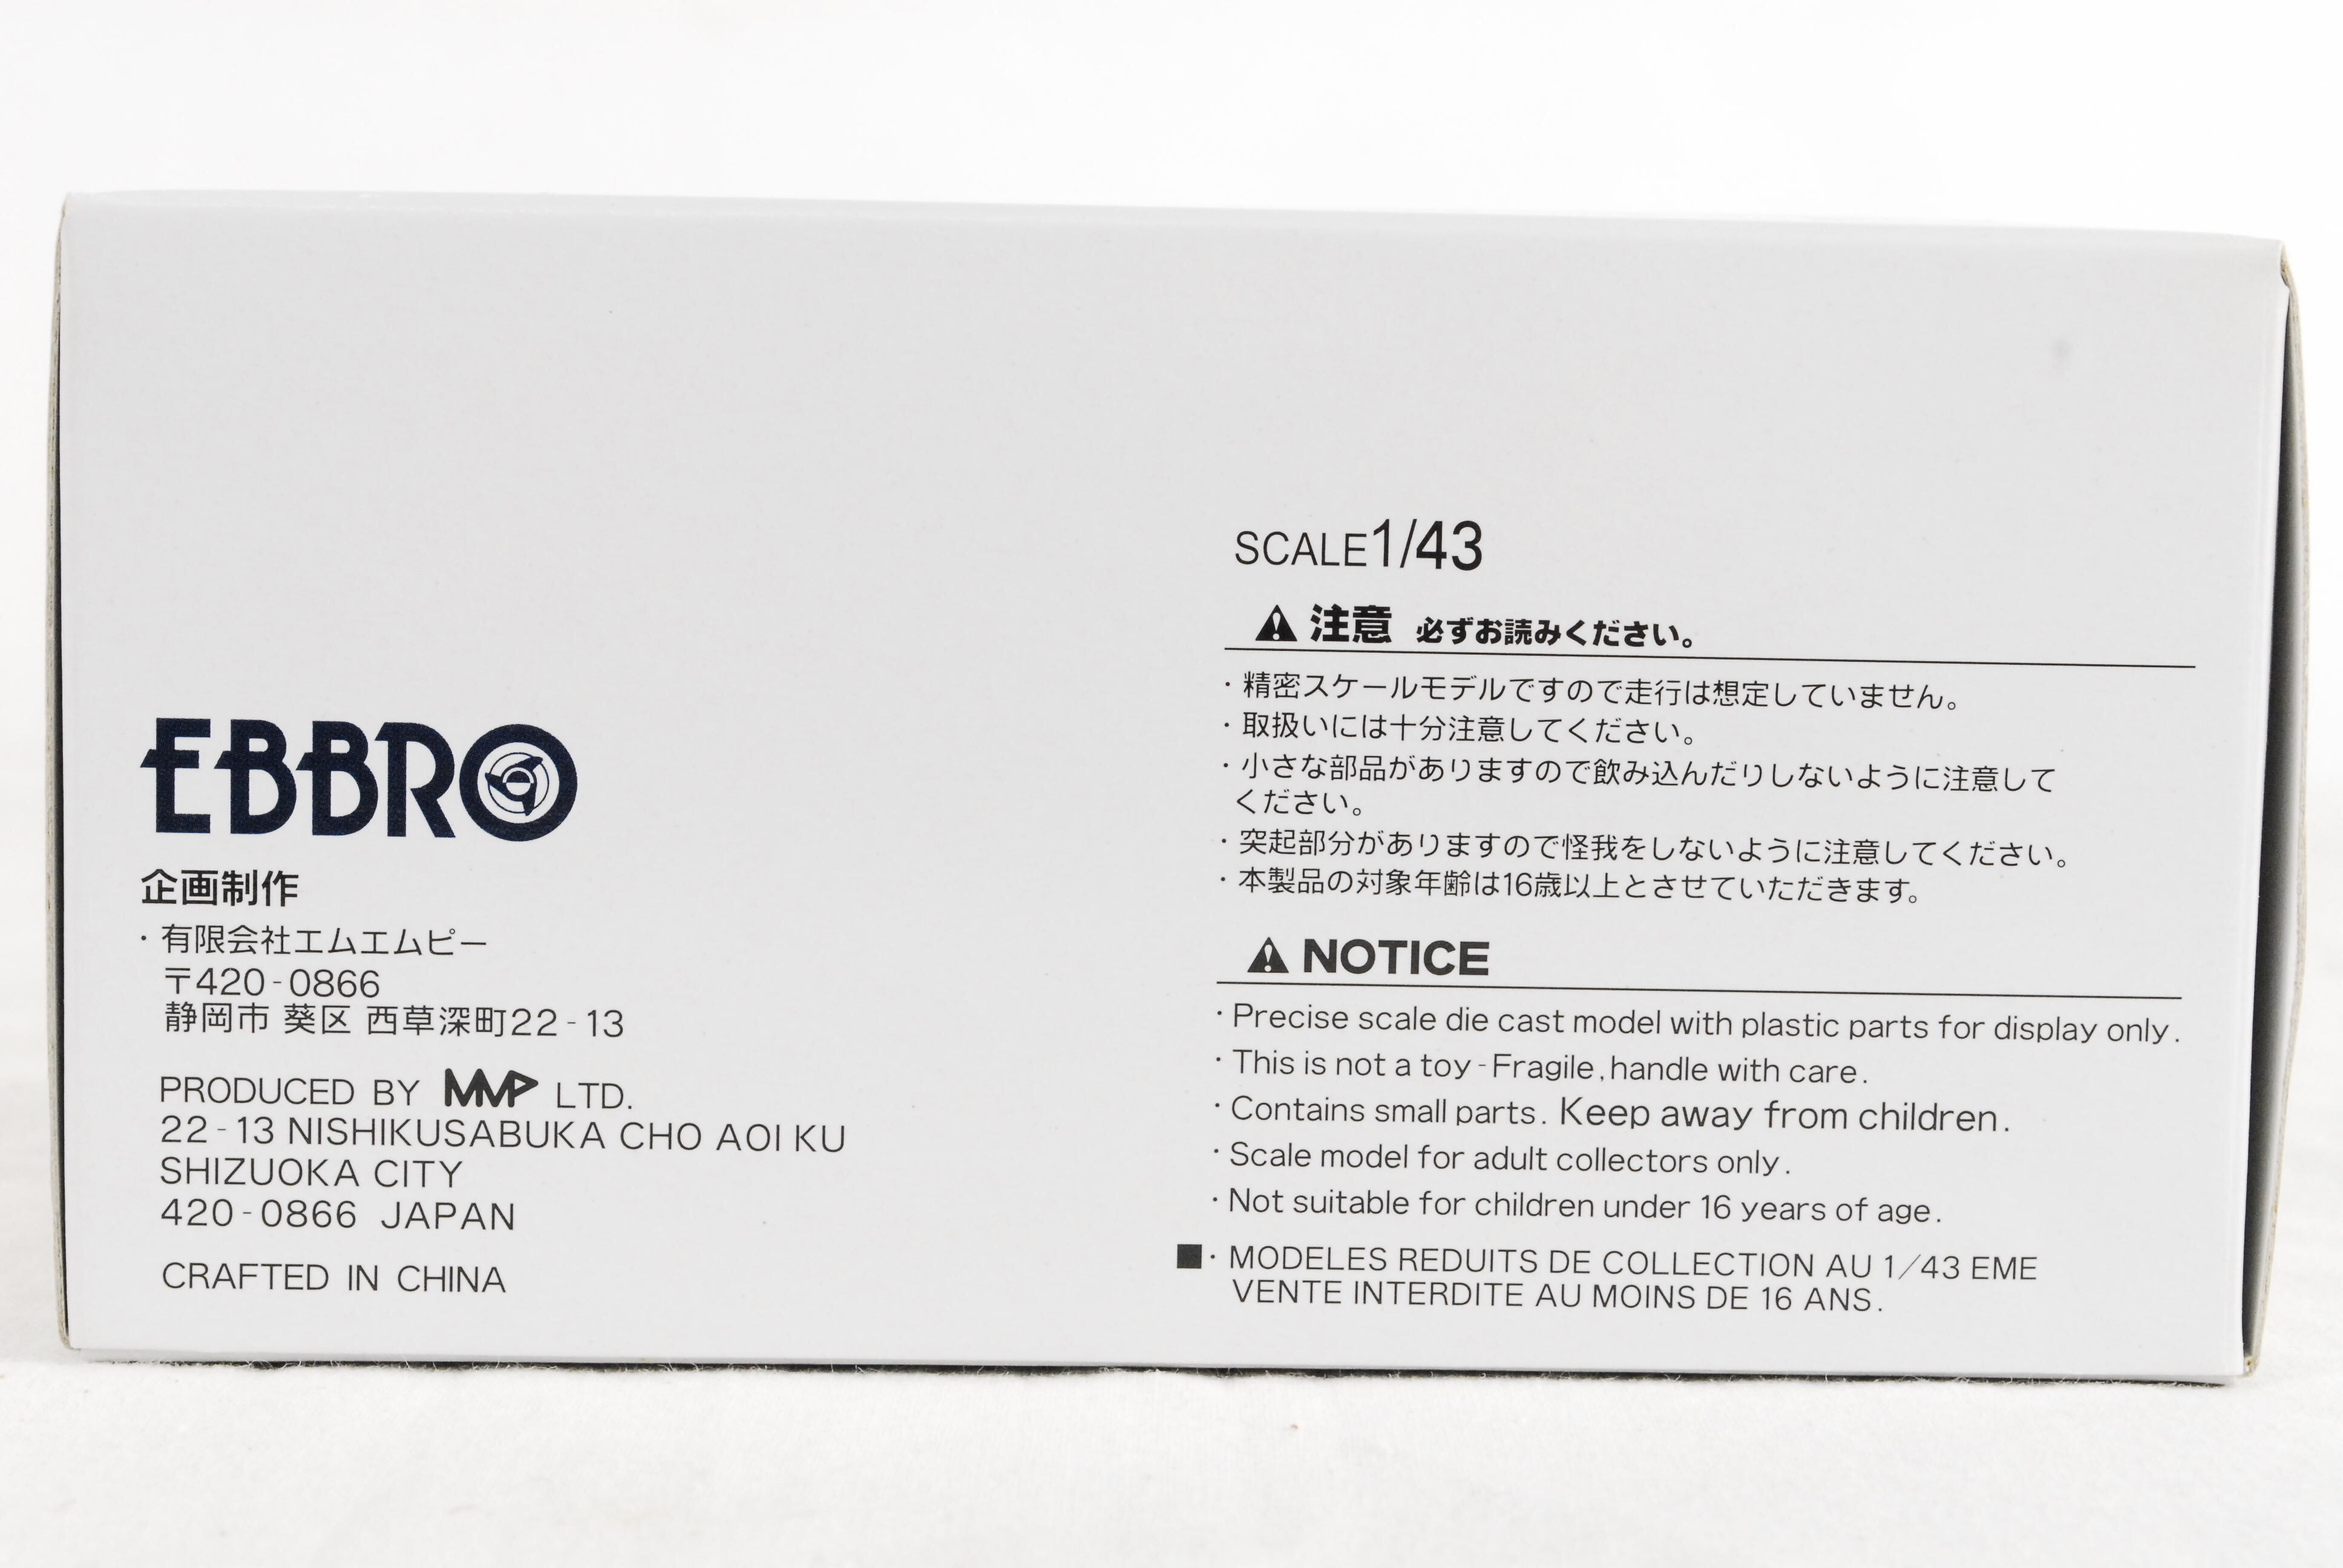 EBBRO
企画制作
・有限会社エムエムピー
〒420-0866
静岡市 葵区 西草深町22-13
PRODUCED BY MMP LTD.
22-13 NISHIKUSABUKA CHO AOI KU
SHIZUOKA CITY
420-0866 JAPAN
CRAFTED IN CHINA
SCALE1/43
注意 必ずお読みください。
・精密スケールモデルですので走行は想定していません。
・取扱いには十分注意してください。
・小さな部品がありますので飲み込んだりしないように注意して
ください。
・突起部分がありますので怪我をしないように注意してください。
・本製品の対象年齢は16歳以上とさせていただきます。
NOTICE
・Precise scale die cast model with plastic parts for display only.
・This is not a toy-Fragile,handle with care.
・Contains small parts. Keep away from children.
・Scale model for adult collectors only.
・Not suitable for children under 16 years of age.
■・MODELES REDUITS DE COLLECTION AU 1/43 EME
VENTE INTERDITE AU MOINS DE 16 ANS.